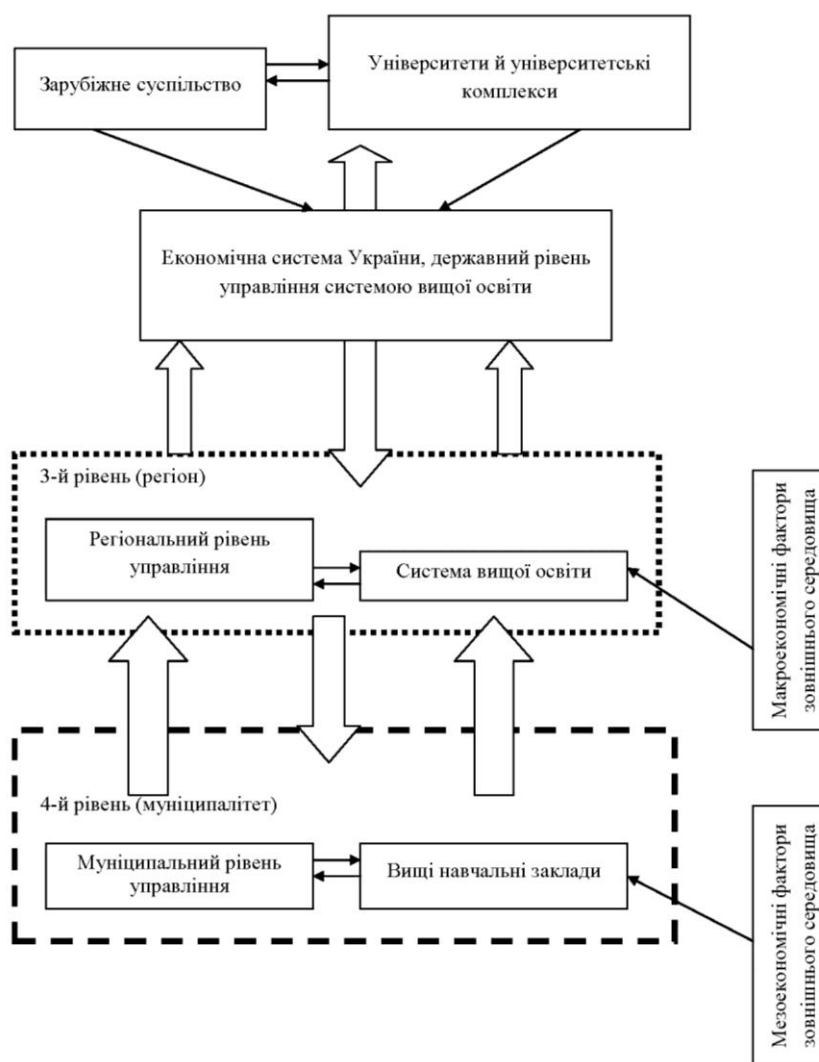 Зарубіжне суспільство
Університети й університетські
комплекси
Економічна система України, державний рівень
управління системою вищої освіти
3-й рівень (регіон)
Регіональний рівень
управління
Система вищої освіти
Макроекономічні фактори
зовнішнього середовища
4-й рівень (муніципалітет)
Муніципальний рівень
управління
Вищі навчальні заклади
Мезоекономічні фактори
зовнішнього середовища